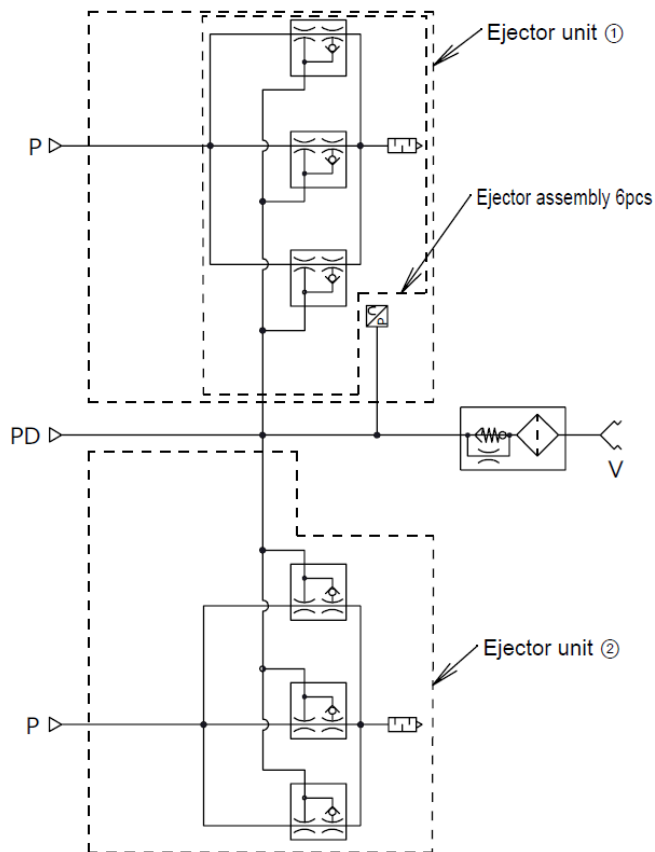 Ejector unit ①
P
Ejector assembly 6pcs
P
PD
V
Ejector unit ②
P